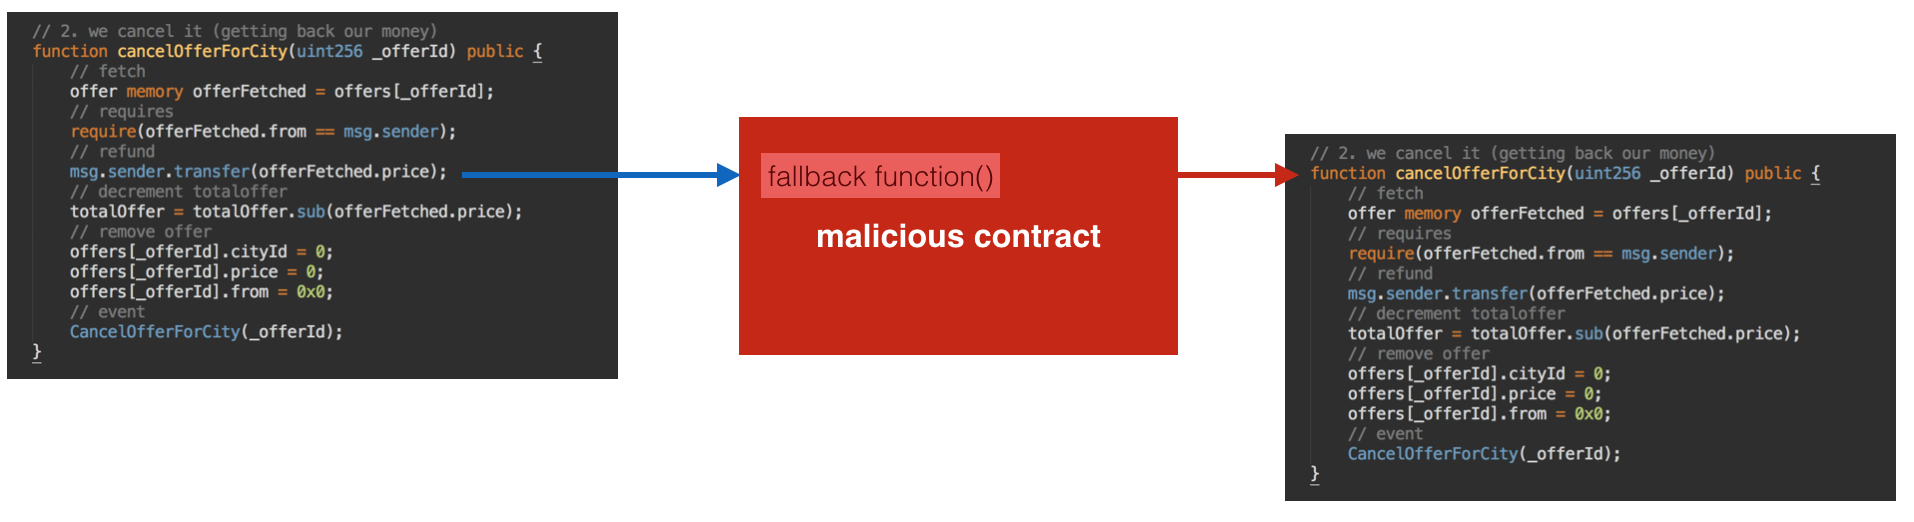 // 2. we cancel it (getting back our money)
function cancelOfferForCity(uint256 _offerId) public {
// fetch
offer memory offerFetched = offers[_offerId];
// requires
require(offerFetched.from == msg.sender);
// refund
msg.sender.transfer(offerFetched.price);
// decrement totaloffer
totalOffer = totalOffer.sub(offerFetched.price);
// remove offer
offers[_offerId].cityId = 0;
offers[_offerId].price = 0;
offers[_offerId].from = 0x0;
// event
CancelOfferForCity(_offerId);
}
fallback function()
malicious contract
// 2. we cancel it (getting back our money)
function cancelOfferForCity(uint256 _offerId) public {
// fetch
offer memory offerFetched = offers[_offerId];
// requires
require(offerFetched.from == msg.sender);
// refund
msg.sender.transfer(offerFetched.price);
// decrement totaloffer
totalOffer = totalOffer.sub(offerFetched.price);
// remove offer
offers[_offerId].cityId = 0;
offers[_offerId].price = 0;
offers[_offerId].from = 0x0;
// event
CancelOfferForCity(_offerId);
}